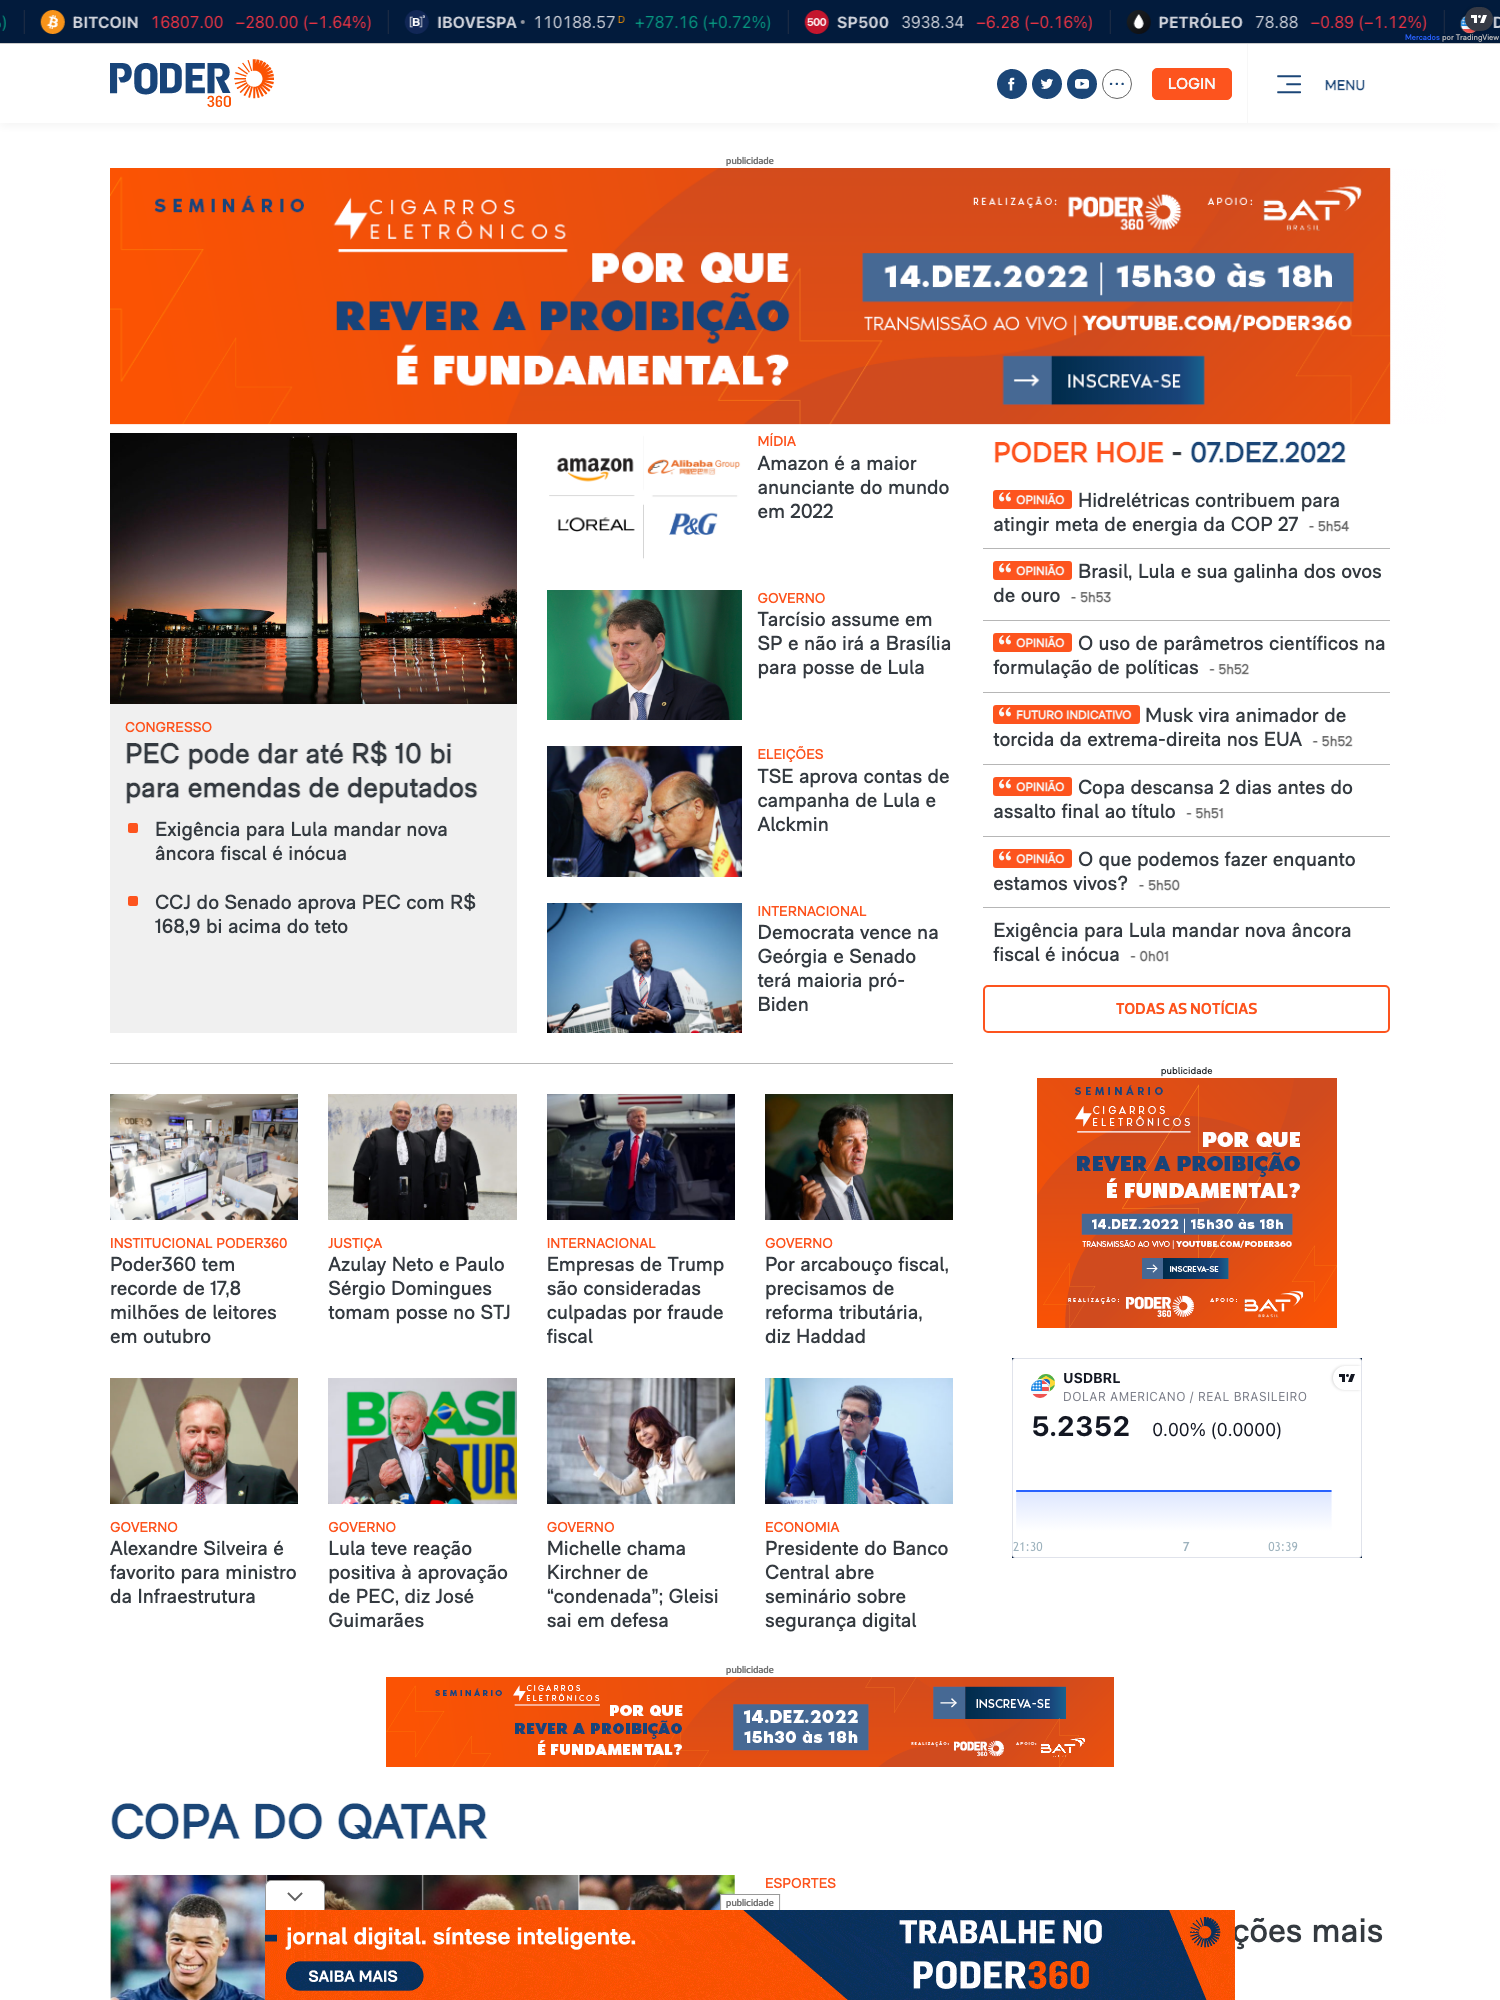 BITCOIN 16807.00 −280.00 (−1.64%) IBOVESPA 110188.57 D +787.16 (+0.72%) 500 SP500 3938.34 −6.28 (−0.16%) PETRÓLEO 78.88 −0.89 (−1.12%)
Mercados por TradingView
PODER
360
LOGIN
MENU
publicidade
SEMINÁRIO
CIGARROS
ELETRÔNICOS
POR QUE
REVER A PROIBIÇÃO
É FUNDAMENTAL?
REALIZAÇÃO: PODER 360 APOIO: BAT BRASIL
14.DEZ.2022 | 15h30 às 18h
TRANSMISSÃO AO VIVO | YOUTUBE.COM/PODER360
INSCREVA-SE
CONGRESSO
PEC pode dar até R$ 10 bi
para emendas de deputados
Exigência para Lula mandar nova
âncora fiscal é inócua
CCJ do Senado aprova PEC com R$
168,9 bi acima do teto
amazon
Alibaba Group
L'ORÉAL
P&G
MÍDIA
Amazon é a maior
anunciante do mundo
em 2022
GOVERNO
Tarcísio assume em
SP e não irá a Brasília
para posse de Lula
PSB
ELEIÇÕES
TSE aprova contas de
campanha de Lula e
Alckmin
INTERNACIONAL
Democrata vence na
Geórgia e Senado
terá maioria pró-
Biden
PODER HOJE - 07.DEZ.2022
OPINIÃO Hidrelétricas contribuem para
atingir meta de energia da COP 27 - 5h54
OPINIÃO Brasil, Lula e sua galinha dos ovos
de ouro - 5h53
OPINIÃO O uso de parâmetros científicos na
formulação de políticas - 5h52
FUTURO INDICATIVO Musk vira animador de
torcida da extrema-direita nos EUA - 5h52
OPINIÃO Copa descansa 2 dias antes do
assalto final ao título - 5h51
OPINIÃO O que podemos fazer enquanto
estamos vivos? - 5h50
Exigência para Lula mandar nova âncora
fiscal é inócua - 0h01
TODAS AS NOTÍCIAS
INSTITUCIONAL PODER360
Poder360 tem
recorde de 17,8
milhões de leitores
em outubro
JUSTIÇA
Azulay Neto e Paulo
Sérgio Domingues
tomam posse no STJ
INTERNACIONAL
Empresas de Trump
são consideradas
culpadas por fraude
fiscal
GOVERNO
Por arcabouço fiscal,
precisamos de
reforma tributária,
diz Haddad
publicidade
SEMINÁRIO
CIGARROS
ELETRÔNICOS
POR QUE
REVER A PROIBIÇÃO
É FUNDAMENTAL?
14.DEZ.2022 | 15h30 às 18h
TRANSMISSÃO AO VIVO | YOUTUBE.COM/PODER360
INSCREVA-SE
REALIZAÇÃO: PODER 360 APOIO: BAT BRASIL
USDBRL
DOLAR AMERICANO / REAL BRASILEIRO
5.2352 0.00% (0.0000)
21:30 7 03:39
GOVERNO
Alexandre Silveira é
favorito para ministro
da Infraestrutura
BRASI
TUR
GOVERNO
Lula teve reação
positiva à aprovação
de PEC, diz José
Guimarães
GOVERNO
Michelle chama
Kirchner de
“condenada”; Gleisi
sai em defesa
ECONOMIA
Presidente do Banco
Central abre
seminário sobre
segurança digital
publicidade
SEMINÁRIO
CIGARROS
ELETRÔNICOS
POR QUE
REVER A PROIBIÇÃO
É FUNDAMENTAL?
14.DEZ.2022
15h30 às 18h
INSCREVA-SE
REALIZAÇÃO: PODER 360 APOIO: BAT
COPA DO QATAR
ESPORTES
ções mais
publicidade
jornal digital. síntese inteligente.
SAIBA MAIS
TRABALHE NO
PODER360